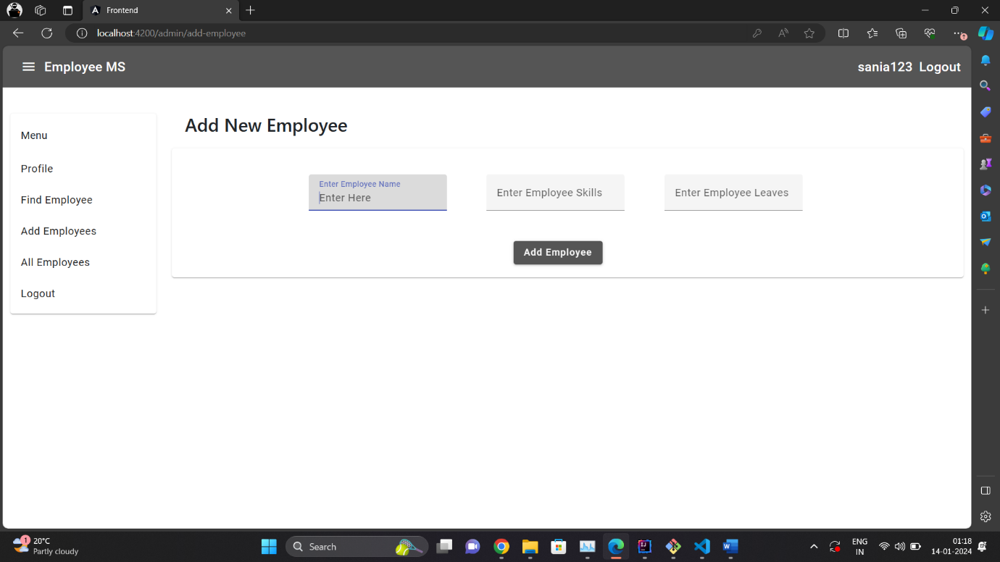 Frontend
localhost:4200/admin/add-employee
Employee MS
sania123 Logout
Menu
Profile
Find Employee
Add Employees
All Employees
Logout
Add New Employee
Enter Employee Name
Enter Here
Enter Employee Skills
Enter Employee Leaves
Add Employee
1
20°C
Partly cloudy
Search
ENG
IN
01:18
14-01-2024